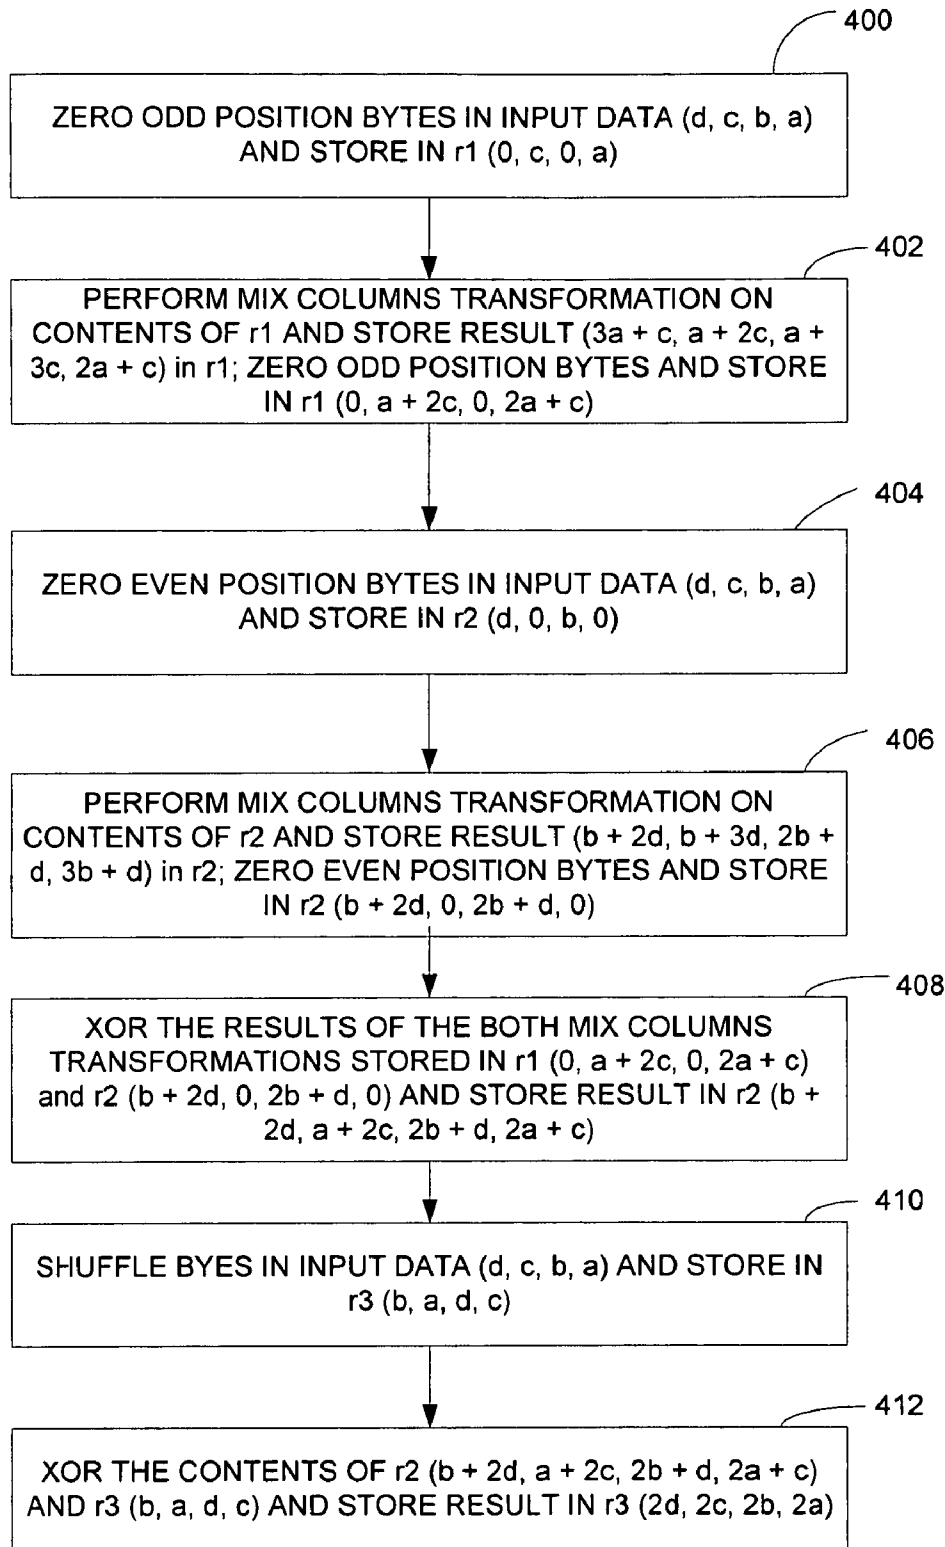 400
ZERO ODD POSITION BYTES IN INPUT DATA (d, c, b, a)
AND STORE IN r1 (0, c, 0, a)
402
PERFORM MIX COLUMNS TRANSFORMATION ON
CONTENTS OF r1 AND STORE RESULT (3a + c, a + 2c, a +
3c, 2a + c) in r1; ZERO ODD POSITION BYTES AND STORE
IN r1 (0, a + 2c, 0, 2a + c)
404
ZERO EVEN POSITION BYTES IN INPUT DATA (d, c, b, a)
AND STORE IN r2 (d, 0, b, 0)
406
PERFORM MIX COLUMNS TRANSFORMATION ON
CONTENTS OF r2 AND STORE RESULT (b + 2d, b + 3d, 2b +
d, 3b + d) in r2; ZERO EVEN POSITION BYTES AND STORE
IN r2 (b + 2d, 0, 2b + d, 0)
408
XOR THE RESULTS OF THE BOTH MIX COLUMNS
TRANSFORMATIONS STORED IN r1 (0, a + 2c, 0, 2a + c)
and r2 (b + 2d, 0, 2b + d, 0) AND STORE RESULT IN r2 (b +
2d, a + 2c, 2b + d, 2a + c)
410
SHUFFLE BYES IN INPUT DATA (d, c, b, a) AND STORE IN
r3 (b, a, d, c)
412
XOR THE CONTENTS OF r2 (b + 2d, a + 2c, 2b + d, 2a + c)
AND r3 (b, a, d, c) AND STORE RESULT IN r3 (2d, 2c, 2b, 2a)